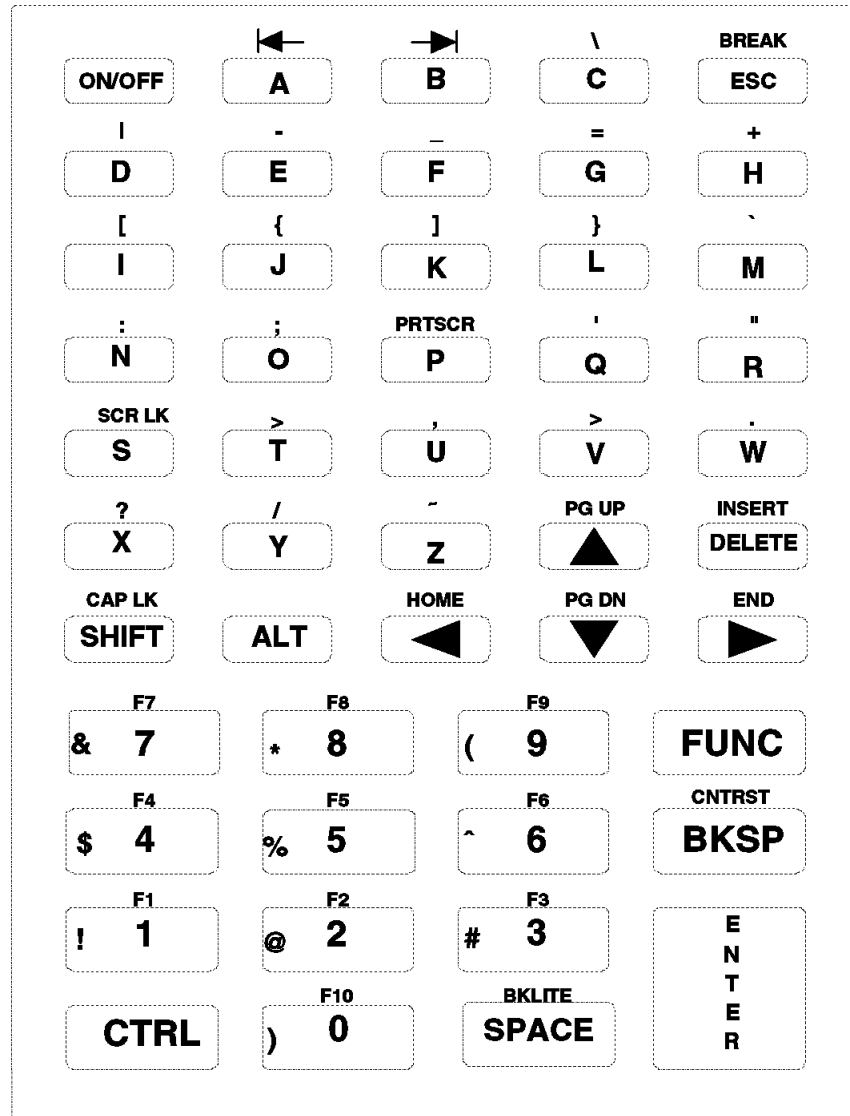 \ BREAK
ON/OFF A B C ESC
| - _ = +
D E F G H
[ { ] } `
I J K L M
: ; PRTSCR ' "
N O P Q R
SCR LK > , > .
S T U V W
? / ~ PG UP INSERT
X Y Z DELETE
CAP LK HOME PG DN END
SHIFT ALT
F7 F8 F9
& 7 * 8 ( 9 FUNC
F4 F5 F6 CNTRST
$ 4 % 5 ^ 6 BKSP
F1 F2 F3
! 1 @ 2 # 3
F10 BKLITE
CTRL ) 0 SPACE
E
N
T
E
R